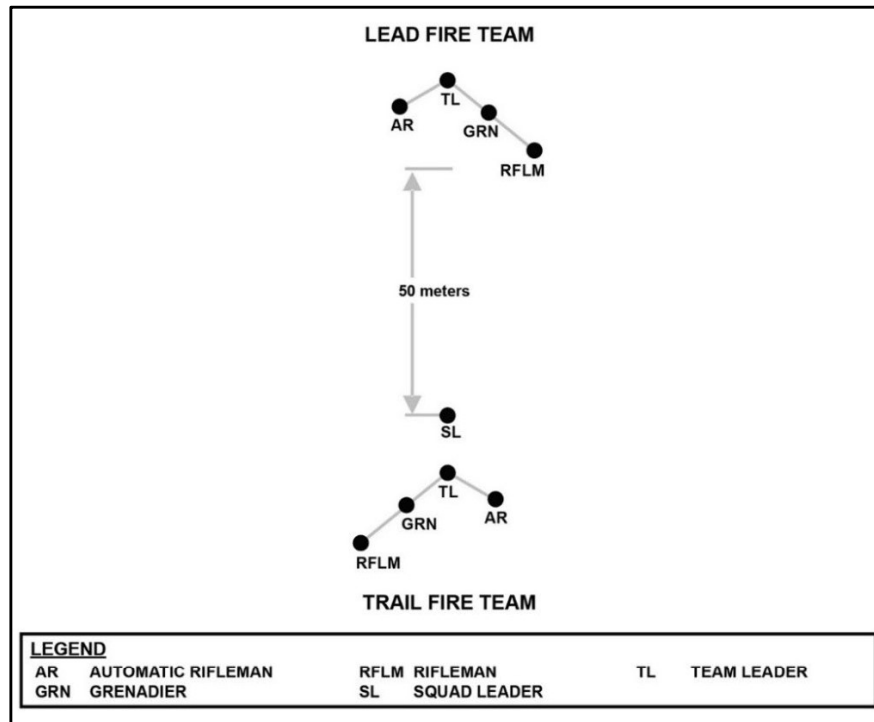 LEAD FIRE TEAM
TL
AR
GRN
RFLM
50 meters
SL
TL
GRN
AR
RFLM
TRAIL FIRE TEAM
LEGEND
AR AUTOMATIC RIFLEMAN RFLM RIFLEMAN TL TEAM LEADER
GRN GRENADIER SL SQUAD LEADER